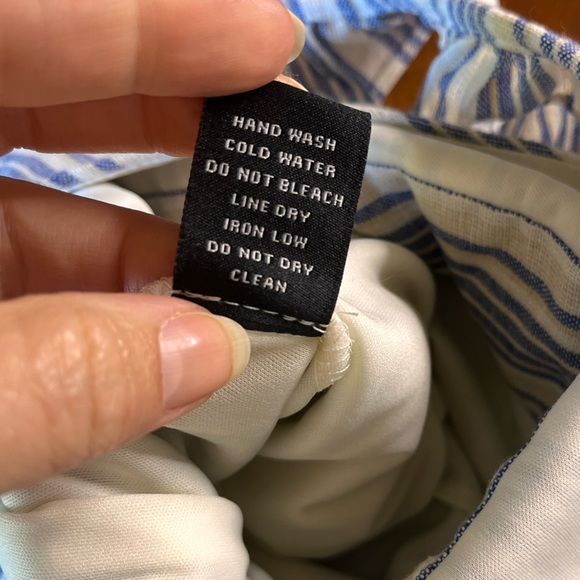 HAND WASH
COLD WATER
DO NOT BLEACH
LINE DRY
IRON LOW
DO NOT DRY
CLEAN